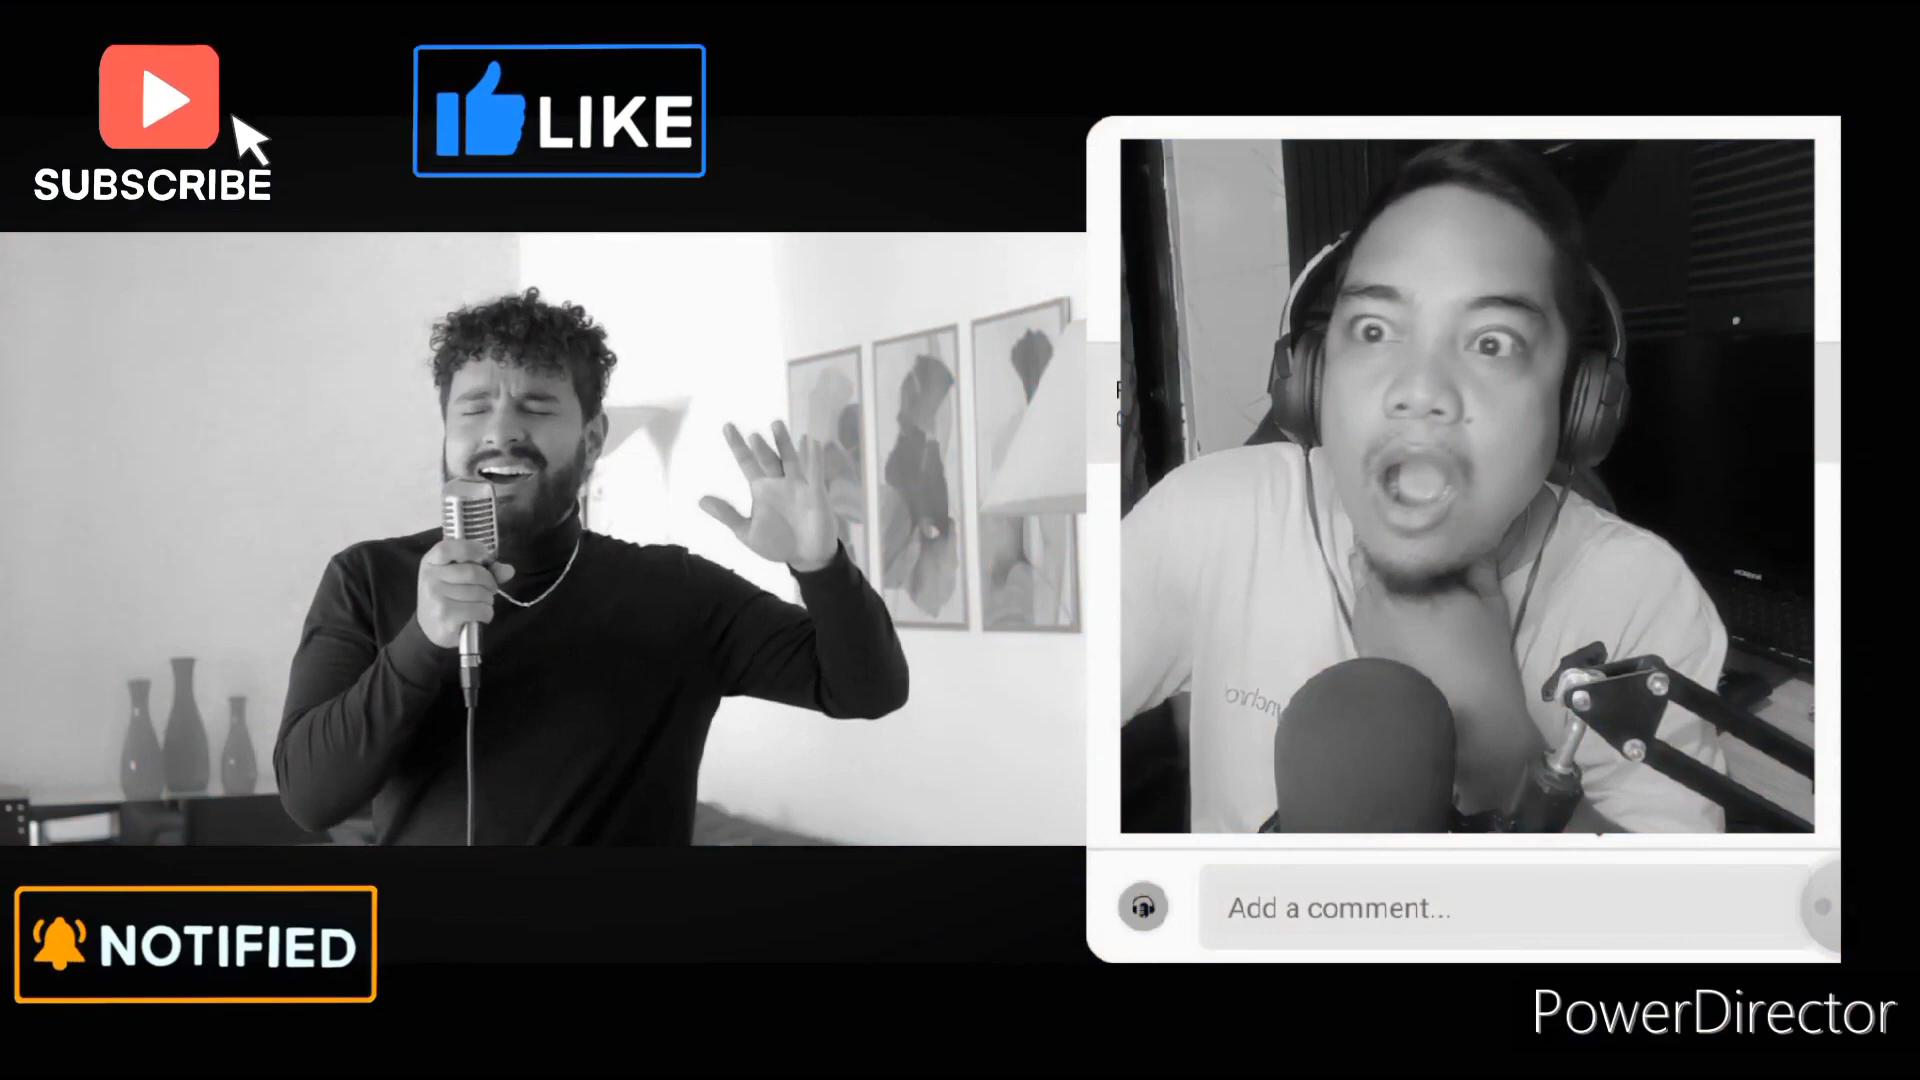 SUBSCRIBE
LIKE
NOTIFIED
Add a comment...
PowerDirector